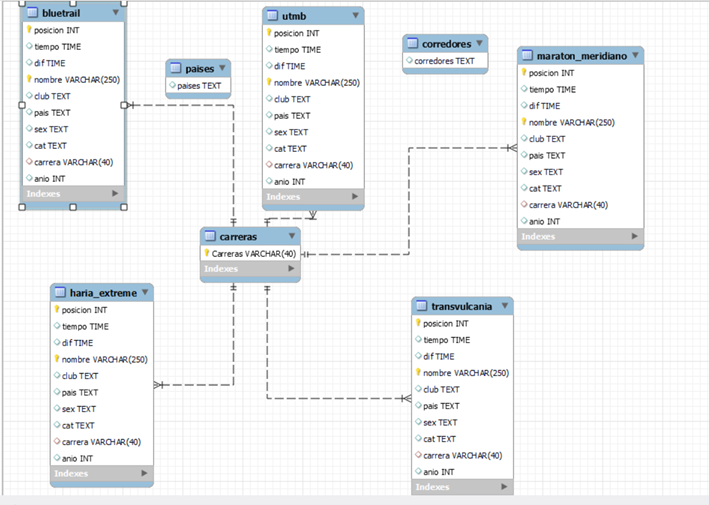 bluetrail
posicion INT
tiempo TIME
dif TIME
nombre VARCHAR(250)
club TEXT
pais TEXT
sex TEXT
cat TEXT
carrera VARCHAR(40)
anio INT
Indexes
paises
paises TEXT
utmb
posicion INT
tiempo TIME
dif TIME
nombre VARCHAR(250)
club TEXT
pais TEXT
sex TEXT
cat TEXT
carrera VARCHAR(40)
anio INT
Indexes
corredores
corredores TEXT
maraton_meridiano
posicion INT
tiempo TIME
dif TIME
nombre VARCHAR(250)
club TEXT
pais TEXT
sex TEXT
cat TEXT
carrera VARCHAR(40)
anio INT
Indexes
carreras
Carreras VARCHAR(40)
Indexes
haria_extreme
posicion INT
tiempo TIME
dif TIME
nombre VARCHAR(250)
club TEXT
pais TEXT
sex TEXT
cat TEXT
carrera VARCHAR(40)
anio INT
Indexes
transvulcania
posicion INT
tiempo TIME
dif TIME
nombre VARCHAR(250)
club TEXT
pais TEXT
sex TEXT
cat TEXT
carrera VARCHAR(40)
anio INT
Indexes